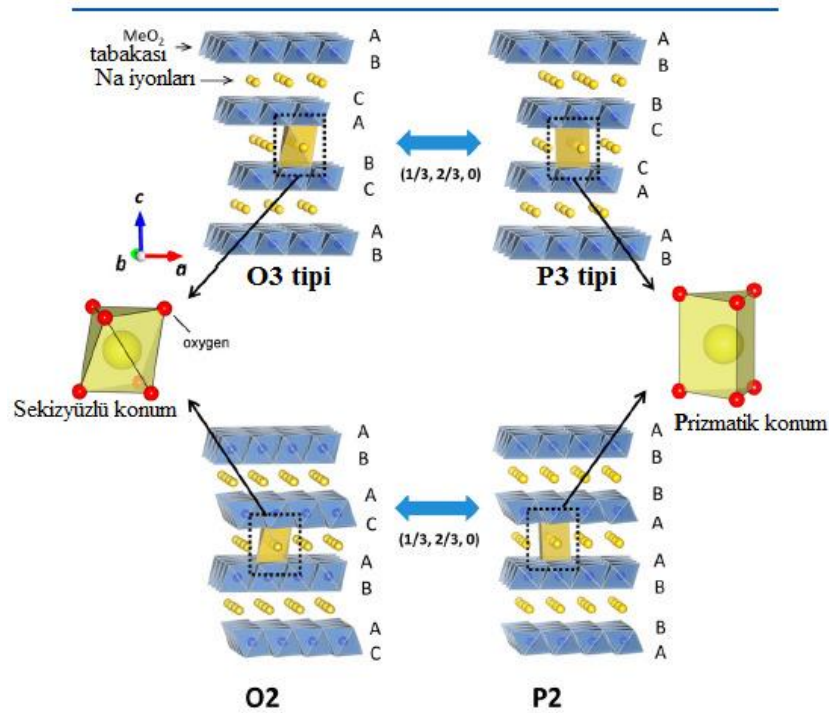 MeO2
tabakası
Na iyonları
A
B
C
A
B
C
A
B
A
B
B
C
C
A
A
B
(1/3, 2/3, 0)
c
b
a
O3 tipi
P3 tipi
oxygen
Sekizyüzlü konum
Prizmatik konum
A
B
A
C
A
B
A
C
A
B
B
A
A
B
B
A
(1/3, 2/3, 0)
O2
P2